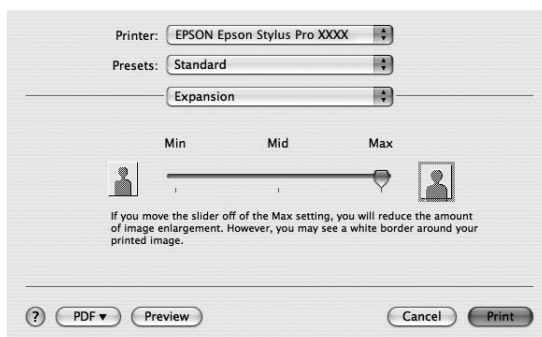 Printer: EPSON Epson Stylus Pro XXXX
Presets: Standard
Expansion
Min Mid Max
If you move the slider off of the Max setting, you will reduce the amount
of image enlargement. However, you may see a white border around your
printed image.
? PDF▼ Preview Cancel Print